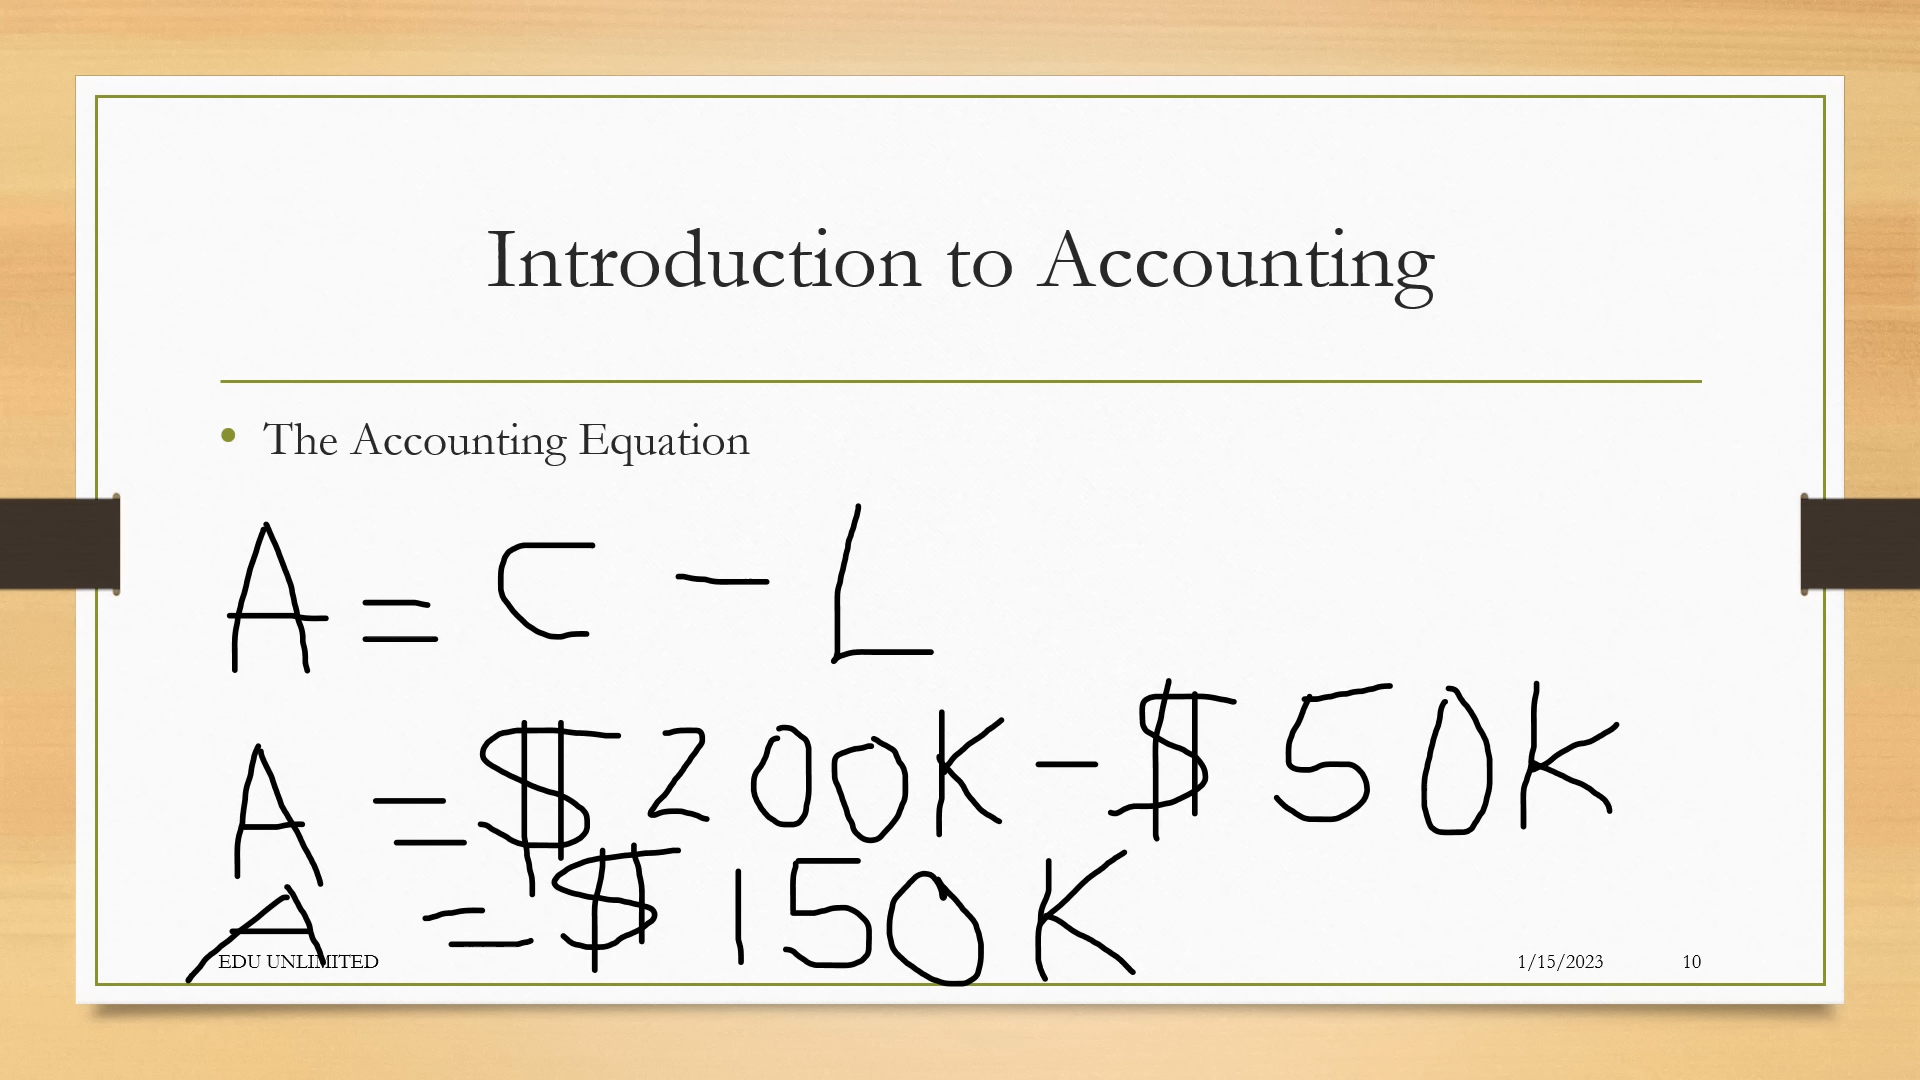 Introduction to Accounting
• The Accounting Equation
A = C - L
A = $200K - $50K
A = $150K
EDU UNLIMITED 1/15/2023 10